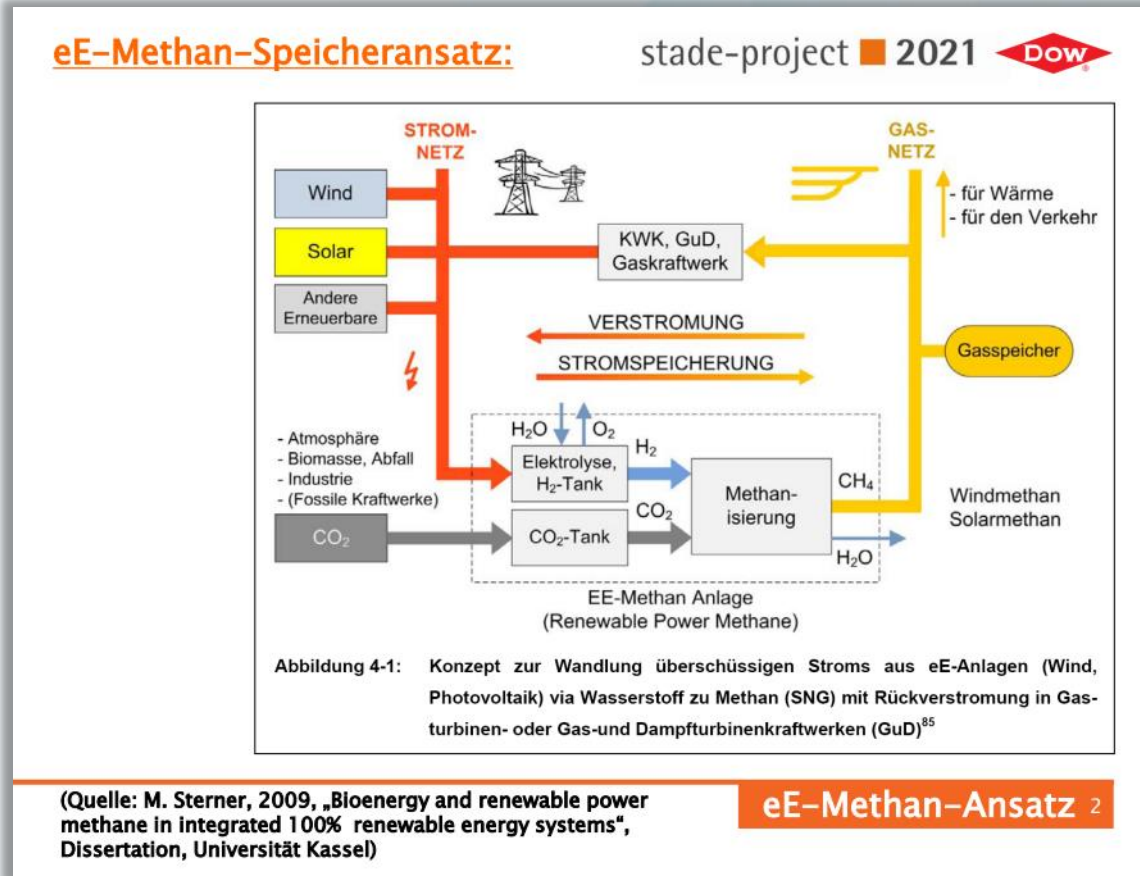 eE–Methan–Speicheransatz:
stade-project ■ 2021
Dow
STROM-
NETZ
GAS-
NETZ
Wind
Solar
Andere
Erneuerbare
KWK, GuD,
Gaskraftwerk
- für Wärme
- für den Verkehr
VERSTROMUNG
STROMSPEICHERUNG
Gasspeicher
- Atmosphäre
- Biomasse, Abfall
- Industrie
- (Fossile Kraftwerke)
CO₂
H₂O
O₂
Elektrolyse,
H₂-Tank
H₂
CO₂-Tank
CO₂
Methan-
isierung
CH₄
H₂O
Windmethan
Solarmethan
EE-Methan Anlage
(Renewable Power Methane)
Abbildung 4-1: Konzept zur Wandlung überschüssigen Stroms aus eE-Anlagen (Wind,
Photovoltaik) via Wasserstoff zu Methan (SNG) mit Rückverstromung in Gas-
turbinen- oder Gas-und Dampfturbinenkraftwerken (GuD)⁸⁵
(Quelle: M. Sterner, 2009, „Bioenergy and renewable power
methane in integrated 100% renewable energy systems“,
Dissertation, Universität Kassel)
eE–Methan–Ansatz 2